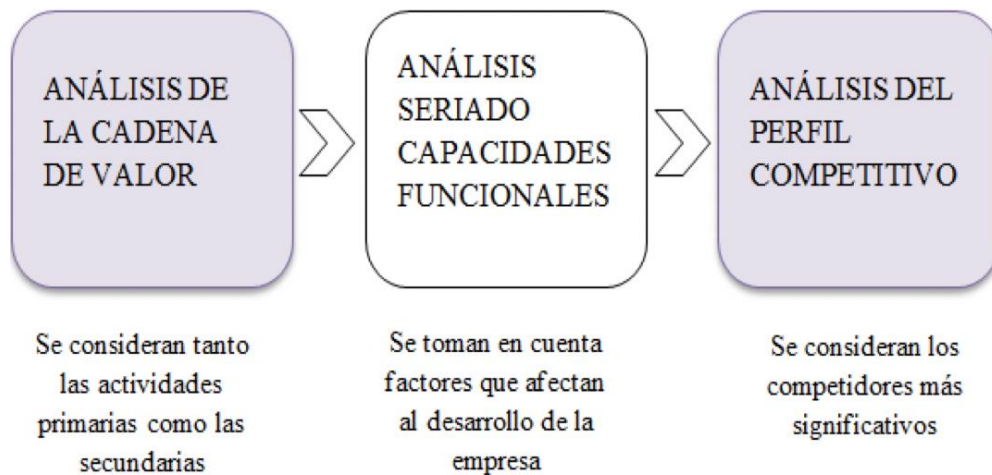 ANÁLISIS DE
LA CADENA
DE VALOR
ANÁLISIS
SERIADO
CAPACIDADES
FUNCIONALES
ANÁLISIS DEL
PERFIL
COMPETITIVO
Se consideran tanto
las actividades
primarias como las
secundarias
Se toman en cuenta
factores que afectan
al desarrollo de la
empresa
Se consideran los
competidores más
significativos